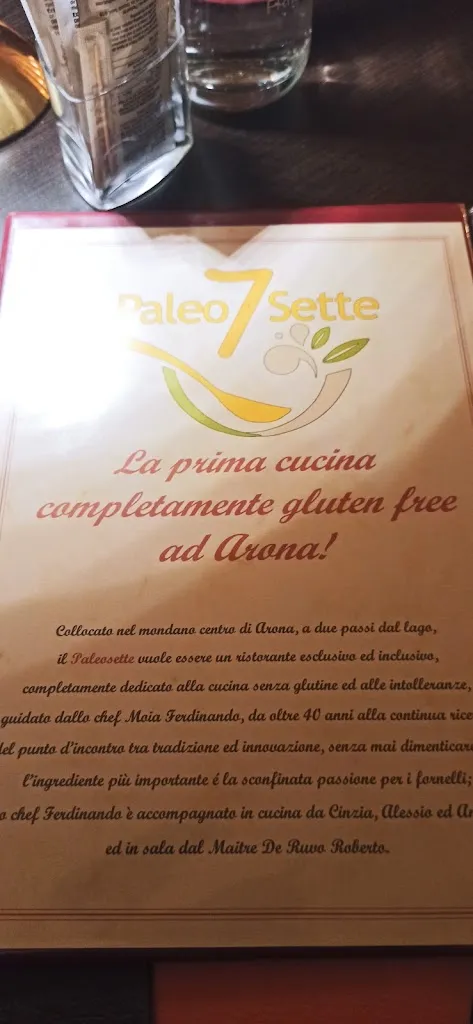 Paleo 7 Sette
La prima cucina
completamente gluten free
ad Arona!
Collocato nel mondano centro di Arona, a due passi dal lago,
il Paleosette vuole essere un ristorante esclusivo ed inclusivo,
completamente dedicato alla cucina senza glutine ed alle intolleranze,
guidato dallo chef Moia Ferdinando, da oltre 40 anni alla continua
del punto d'incontro tra tradizione ed innovazione, senza mai
l'ingrediente più importante é la sconfinata passione per i fornelli;
chef Ferdinando è accompagnato in cucina da Cinzia, Alessio ed
ed in sala dal Maitre De Ruvo Roberto.